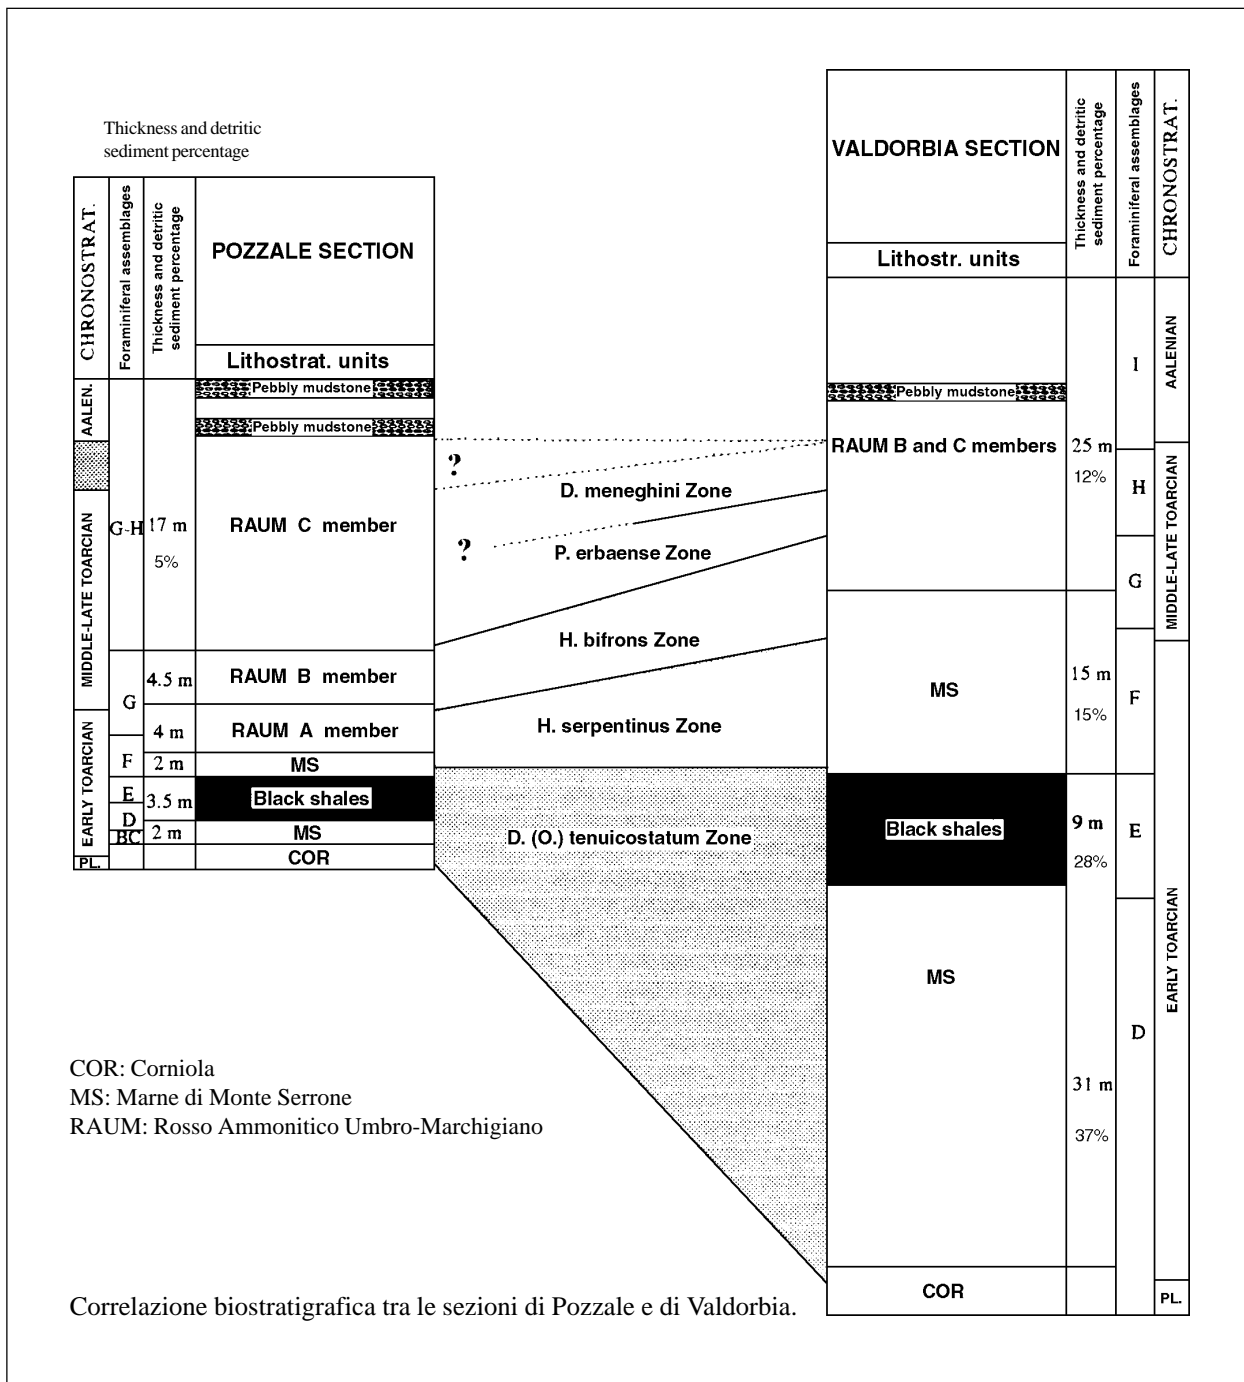 Thickness and detritic
sediment percentage
CHRONOSTRAT.
Foraminiferal assemblages
Thickness and detritic
sediment percentage
POZZALE SECTION
Lithostrat. units
AALEN.
MIDDLE-LATE TOARCIAN
EARLY TOARCIAN
PL.
G-H
G
F
E
D
BC
17 m
5%
4.5 m
4 m
2 m
3.5 m
2 m
Pebbly mudstone
Pebbly mudstone
RAUM C member
RAUM B member
RAUM A member
MS
Black shales
MS
COR
?
D. meneghini Zone
?
P. erbaense Zone
H. bifrons Zone
H. serpentinus Zone
D. (O.) tenuicostatum Zone
VALDORBIA SECTION
Lithostr. units
Thickness and detritic
sediment percentage
Foraminiferal assemblages
CHRONOSTRAT.
Pebbly mudstone
RAUM B and C members
MS
Black shales
MS
COR
25 m
12%
15 m
15%
9 m
28%
31 m
37%
I
H
G
F
E
D
AALENIAN
MIDDLE-LATE TOARCIAN
EARLY TOARCIAN
PL.
COR: Corniola
MS: Marne di Monte Serrone
RAUM: Rosso Ammonitico Umbro-Marchigiano
Correlazione biostratigrafica tra le sezioni di Pozzale e di Valdorbia.